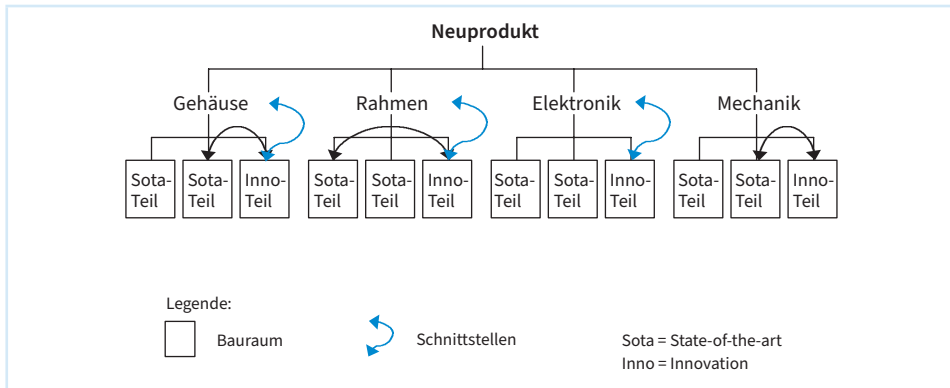 Neuprodukt
Gehäuse Rahmen Elektronik Mechanik
Sota- Sota- Inno- Sota- Sota- Inno- Sota- Sota- Inno- Sota- Sota- Inno-
Teil Teil Teil Teil Teil Teil Teil Teil Teil Teil Teil Teil
Legende:
Bauraum Schnittstellen Sota = State-of-the-art
Inno = Innovation